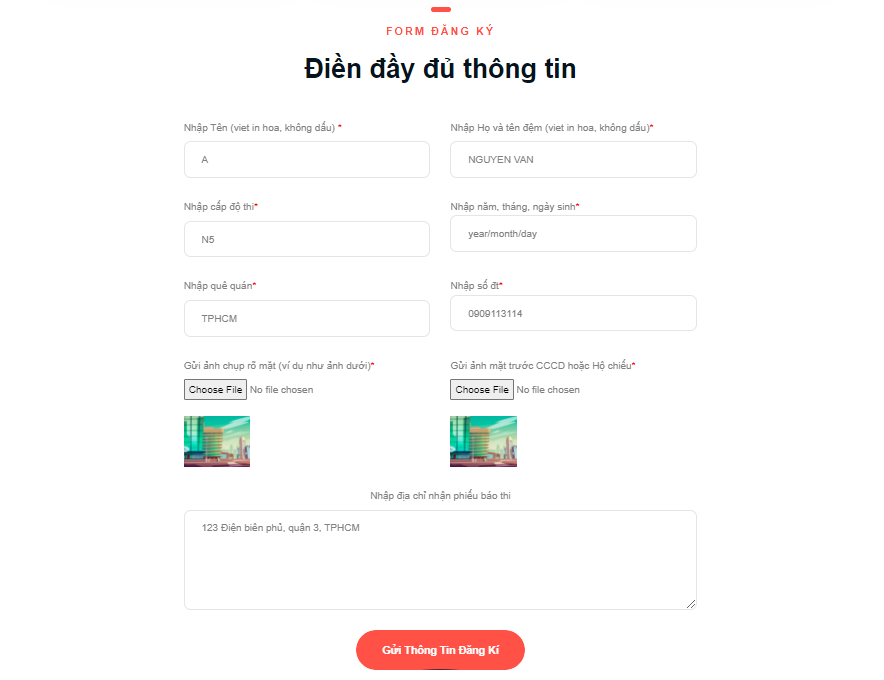 FORM ĐĂNG KÝ
Điền đầy đủ thông tin
Nhập Tên (viet in hoa, không dấu) *
Nhập Họ và tên đệm (viet in hoa, không dấu)*
A
NGUYEN VAN
Nhập cấp độ thi*
Nhập năm, tháng, ngày sinh*
N5
year/month/day
Nhập quê quán*
Nhập số đt*
TPHCM
0909113114
Gửi ảnh chụp rõ mặt (ví dụ như ảnh dưới)*
Gửi ảnh mặt trước CCCD hoặc Hộ chiếu*
Choose File No file chosen
Choose File No file chosen
Nhập địa chỉ nhận phiếu báo thi
123 Điện biên phủ, quận 3, TPHCM
Gửi Thông Tin Đăng Kí